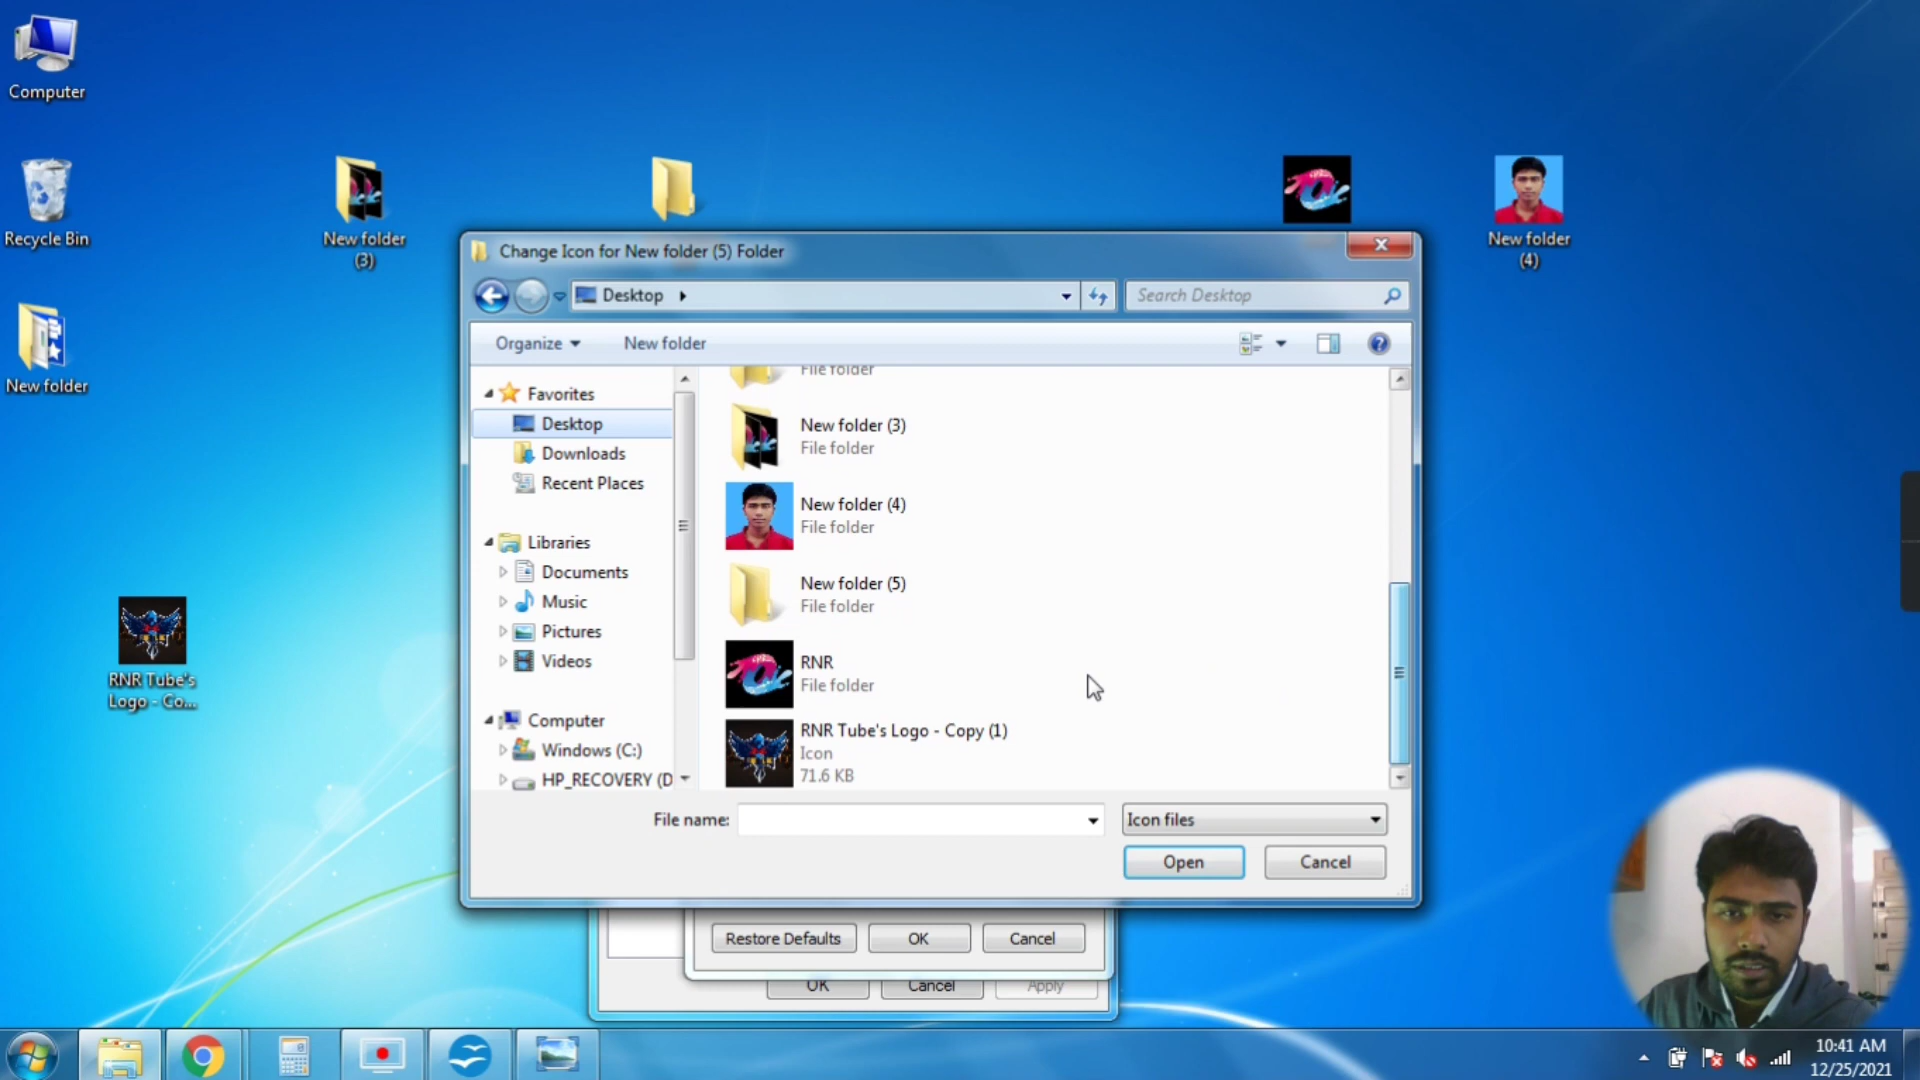 Computer
Recycle Bin
New folder
New folder
(3)
New folder
(4)
RNR Tube's
Logo - Co...
Change Icon for New folder (5) Folder
Desktop
Search Desktop
Organize
New folder
Favorites
Desktop
Downloads
Recent Places
Libraries
Documents
Music
Pictures
Videos
Computer
Windows (C:)
HP_RECOVERY (D
File folder
New folder (3)
File folder
New folder (4)
File folder
New folder (5)
File folder
RNR
File folder
RNR Tube's Logo - Copy (1)
Icon
71.6 KB
File name:
Icon files
Open
Cancel
Restore Defaults
OK
Cancel
OK
Cancel
Apply
10:41 AM
12/25/2021